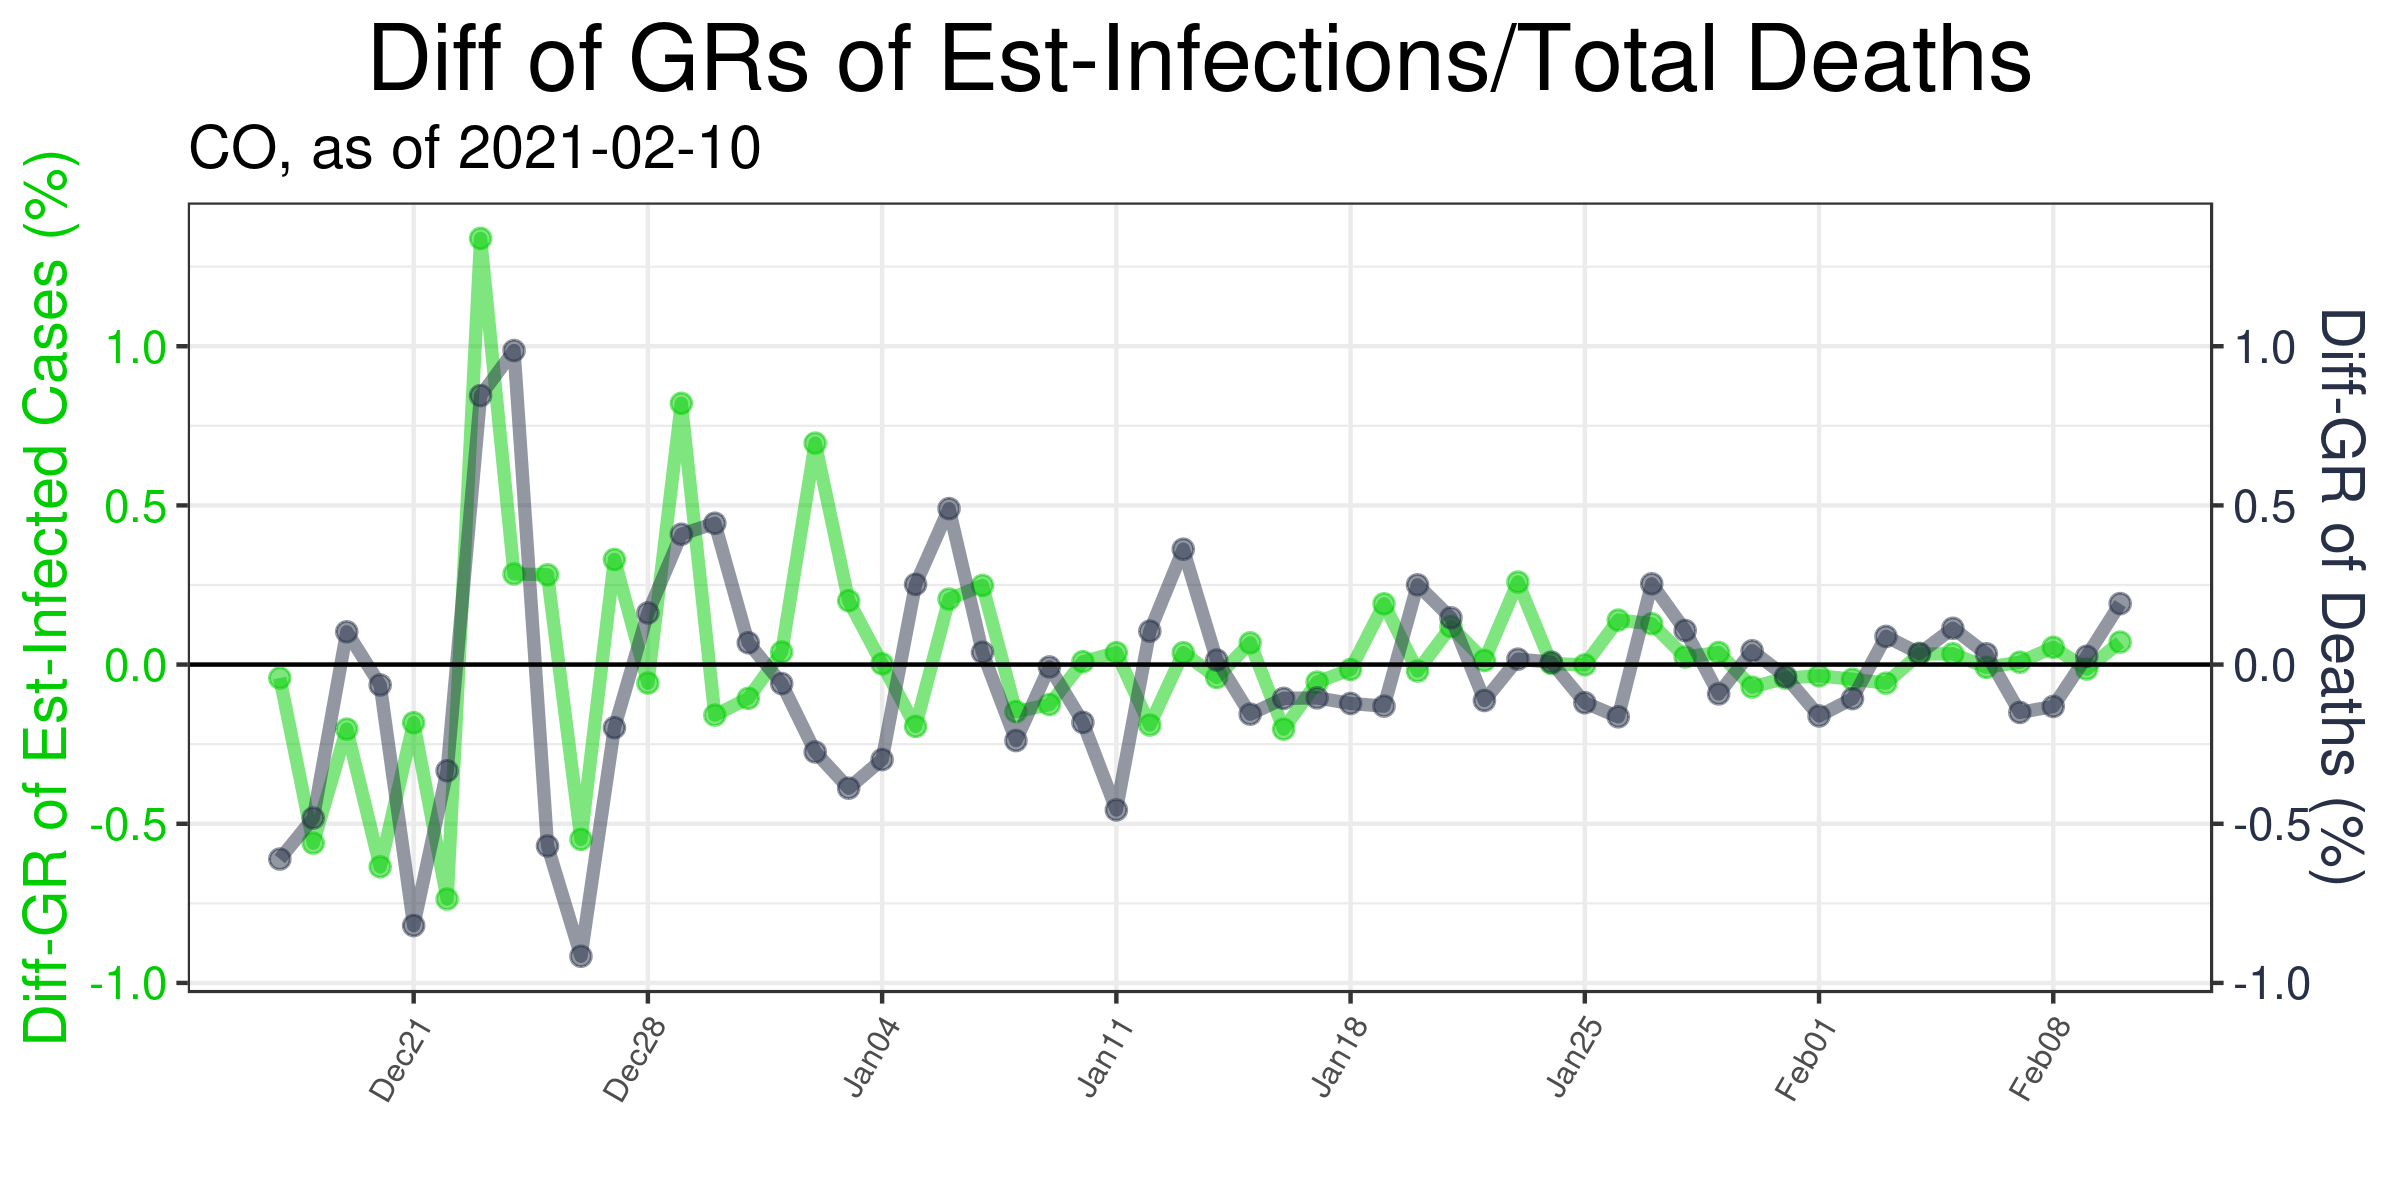 Diff of GRs of Est-Infections/Total Deaths
CO, as of 2021-02-10
Diff-GR of Est-Infected Cases (%)
1.0
0.5
0.0
-0.5
-1.0
1.0
0.5
0.0
-0.5
-1.0
Diff-GR of Deaths (%)
Dec21
Dec28
Jan04
Jan11
Jan18
Jan25
Feb01
Feb08